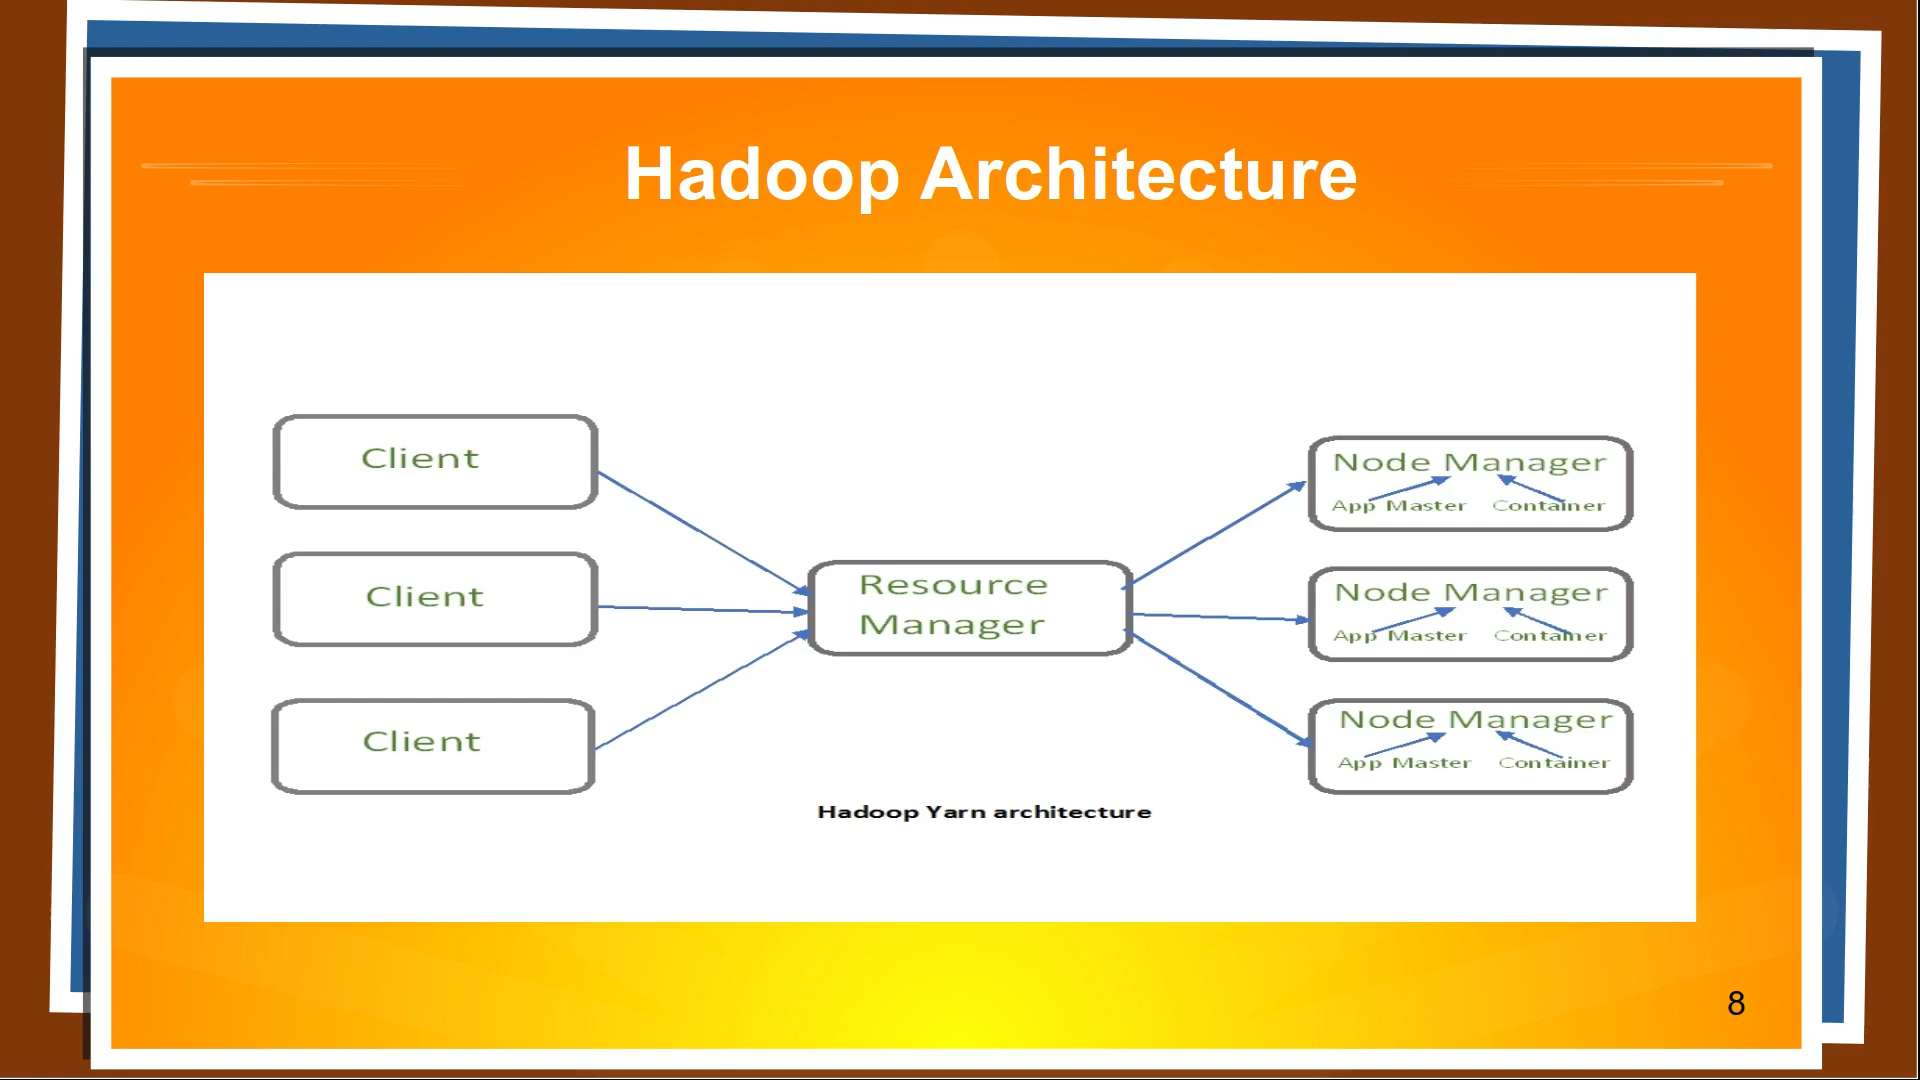 Hadoop Architecture
Client
Client
Client
Resource
Manager
Node Manager
App Master Container
Node Manager
App Master Container
Node Manager
App Master Container
Hadoop Yarn architecture
8